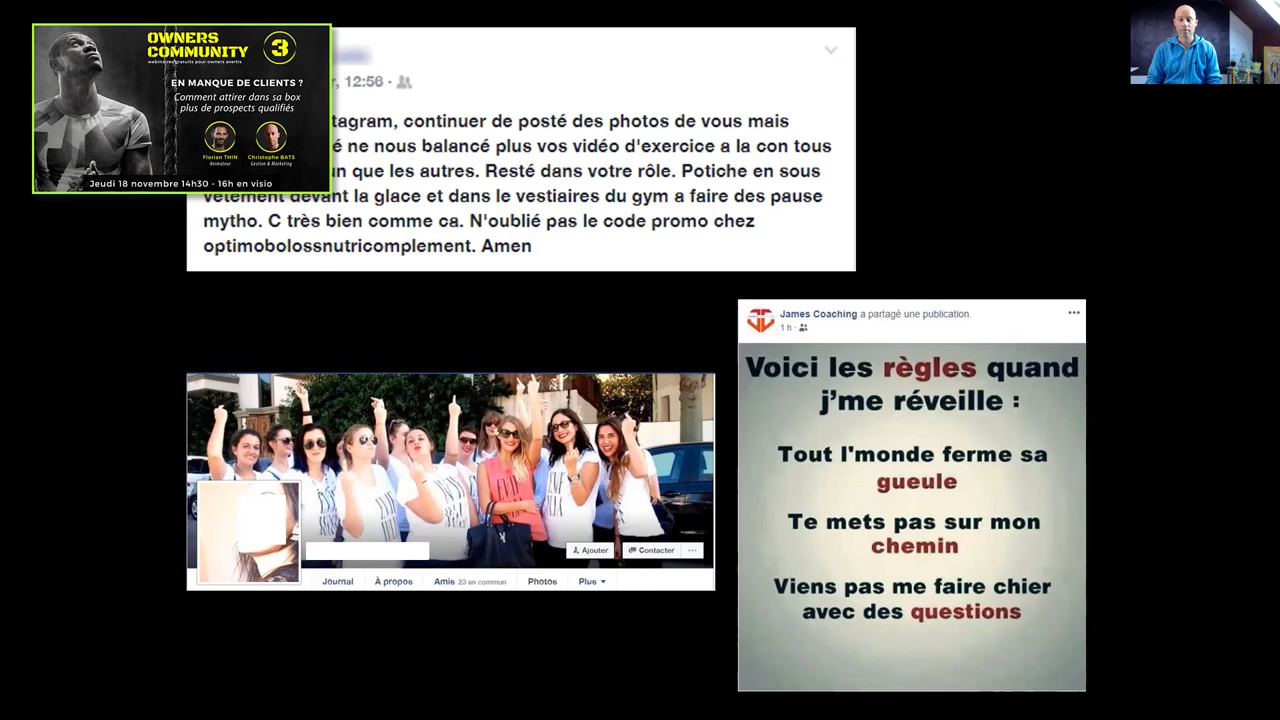 OWNERS
COMMUNITY
3
webinaires gratuits pour owners avertis
EN MANQUE DE CLIENTS ?
Comment attirer dans sa box
plus de prospects qualifiés
Florian THIN
Animateur
Christophe BATS
Gestion & Marketing
Jeudi 18 novembre 14h30 - 16h en visio
12:56
tagram, continuer de posté des photos de vous mais
é ne nous balancé plus vos vidéo d'exercice a la con tous
un que les autres. Resté dans votre rôle. Potiche en sous
vêtement devant la glace et dans le vestiaires du gym a faire des pause
mytho. C très bien comme ca. N'oublié pas le code promo chez
optimobolossnutricomplement. Amen
Ajouter
Contacter
Journal
À propos
Amis 23 en commun
Photos
Plus
James Coaching a partagé une publication.
1 h
Voici les règles quand
j'me réveille :
Tout l'monde ferme sa
gueule
Te mets pas sur mon
chemin
Viens pas me faire chier
avec des questions